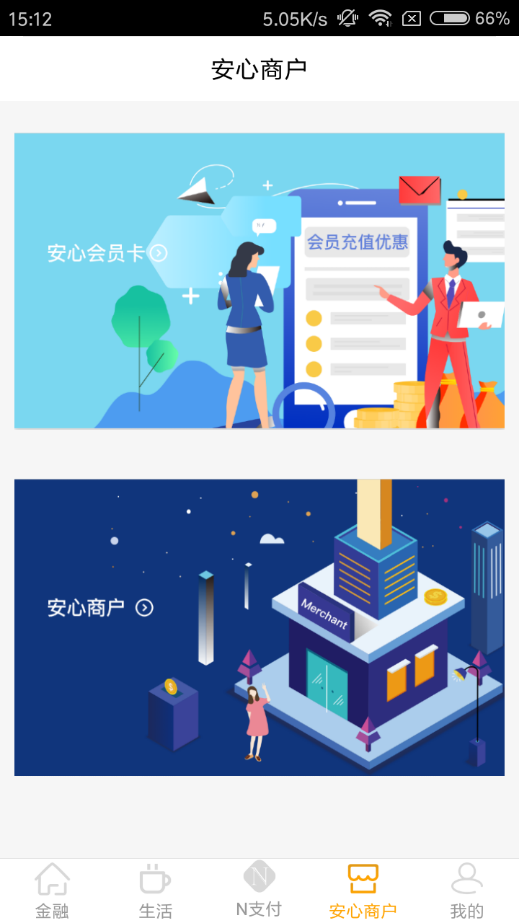 15:12 5.05K/s 66%
安心商户
安心会员卡
会员充值优惠
安心商户
Merchant
金融 生活 N支付 安心商户 我的